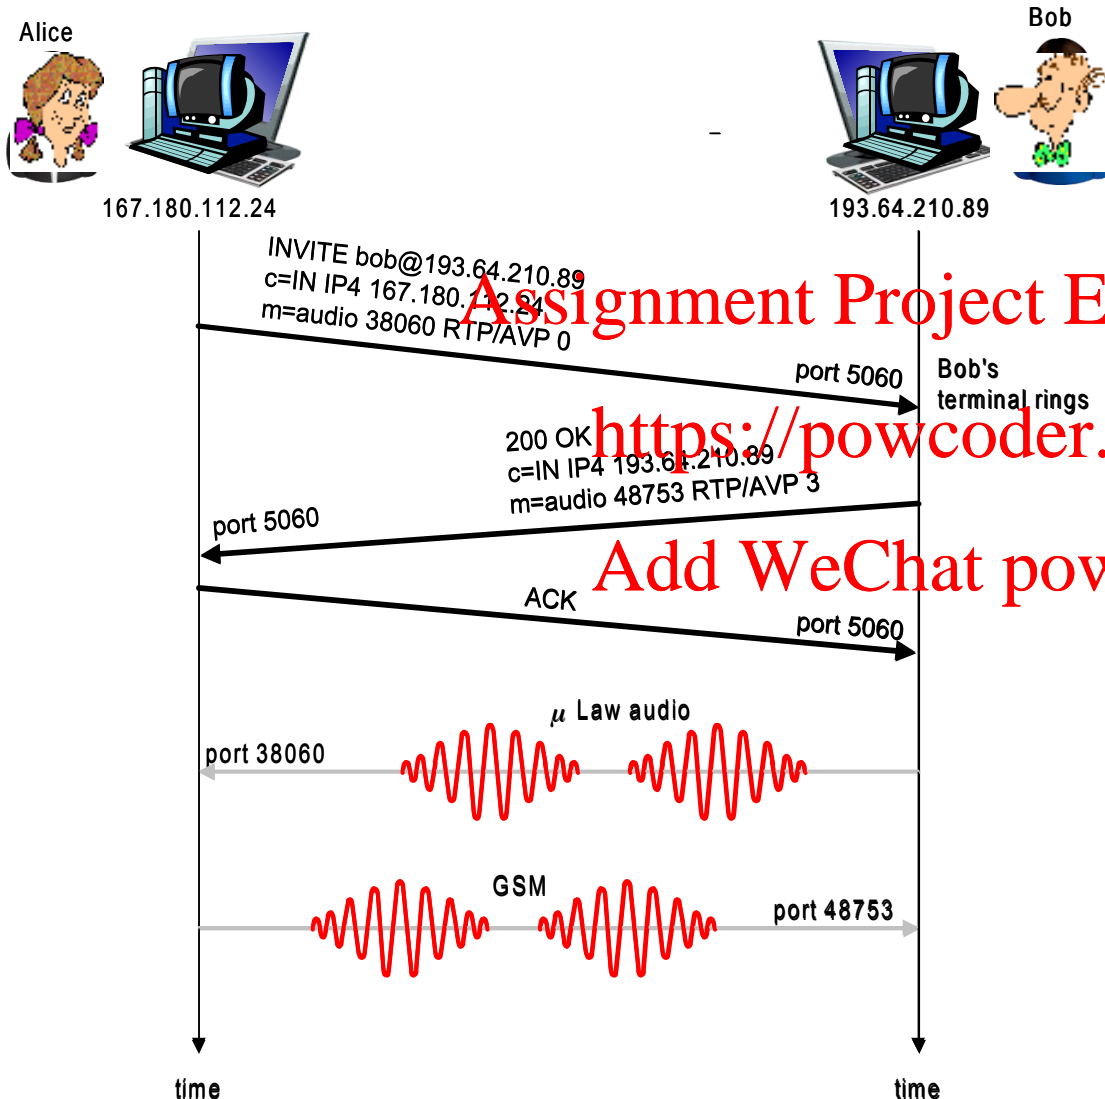 Alice
Bob
167.180.112.24
193.64.210.89
INVITE bob@193.64.210.89
c=IN IP4 167.180.112.24
m=audio 38060 RTP/AVP 0
Assignment Project E
port 5060
Bob's
terminal rings
200 OK
https://powcoder.
c=IN IP4 193.64.210.89
m=audio 48753 RTP/AVP 3
port 5060
Add WeChat pow
ACK
port 5060
μ Law audio
port 38060
GSM
port 48753
time
time